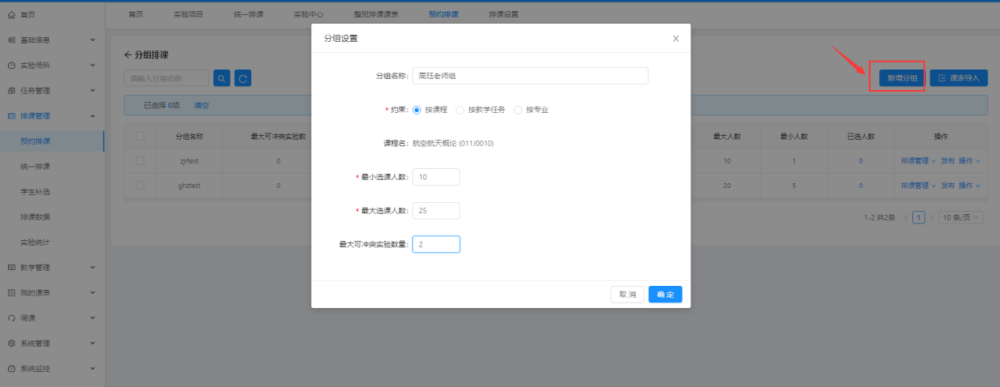 首页
基础信息
实验场所
任务管理
排课管理
预约排课
统一排课
学生补选
排课数据
实验统计
教学管理
我的课表
调课
系统管理
系统监控
首页 实验项目 统一排课 实验中心 整班排课课表 预约排课 排课设置
分组排课
请输入分组名称
新增分组 课表导入
已选择 0项 清空
分组名称 最大可冲突实验数 最大人数 最小人数 已选人数 操作
zjrtest 0 10 1 0 排课管理 发布 操作
ghztest 0 20 5 0 排课管理 发布 操作
1-2 共2条 1 10 条/页
分组设置
分组名称: 高珏老师组
* 约束: 按课程 按教学任务 按专业
课程名: 航空航天概论 (011J0010)
* 最小选课人数: 10
* 最大选课人数: 25
最大可冲突实验数量: 2
取 消 确 定